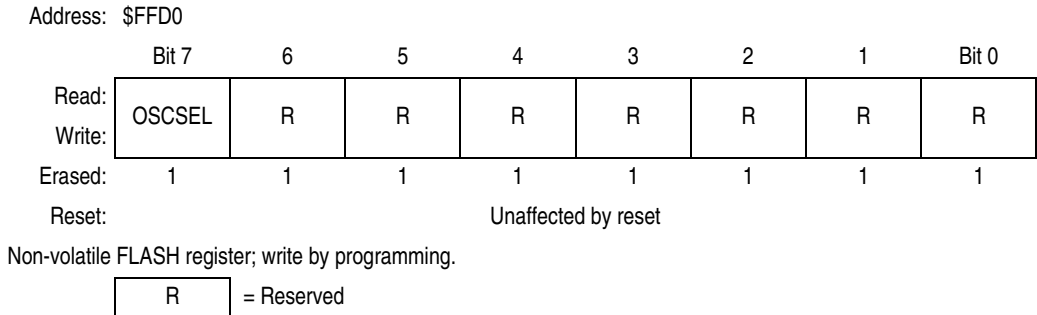 Address: $FFD0
Bit 7 6 5 4 3 2 1 Bit 0
Read:
OSCSEL R R R R R R R
Write:
Erased: 1 1 1 1 1 1 1 1
Reset: Unaffected by reset
Non-volatile FLASH register; write by programming.
R = Reserved